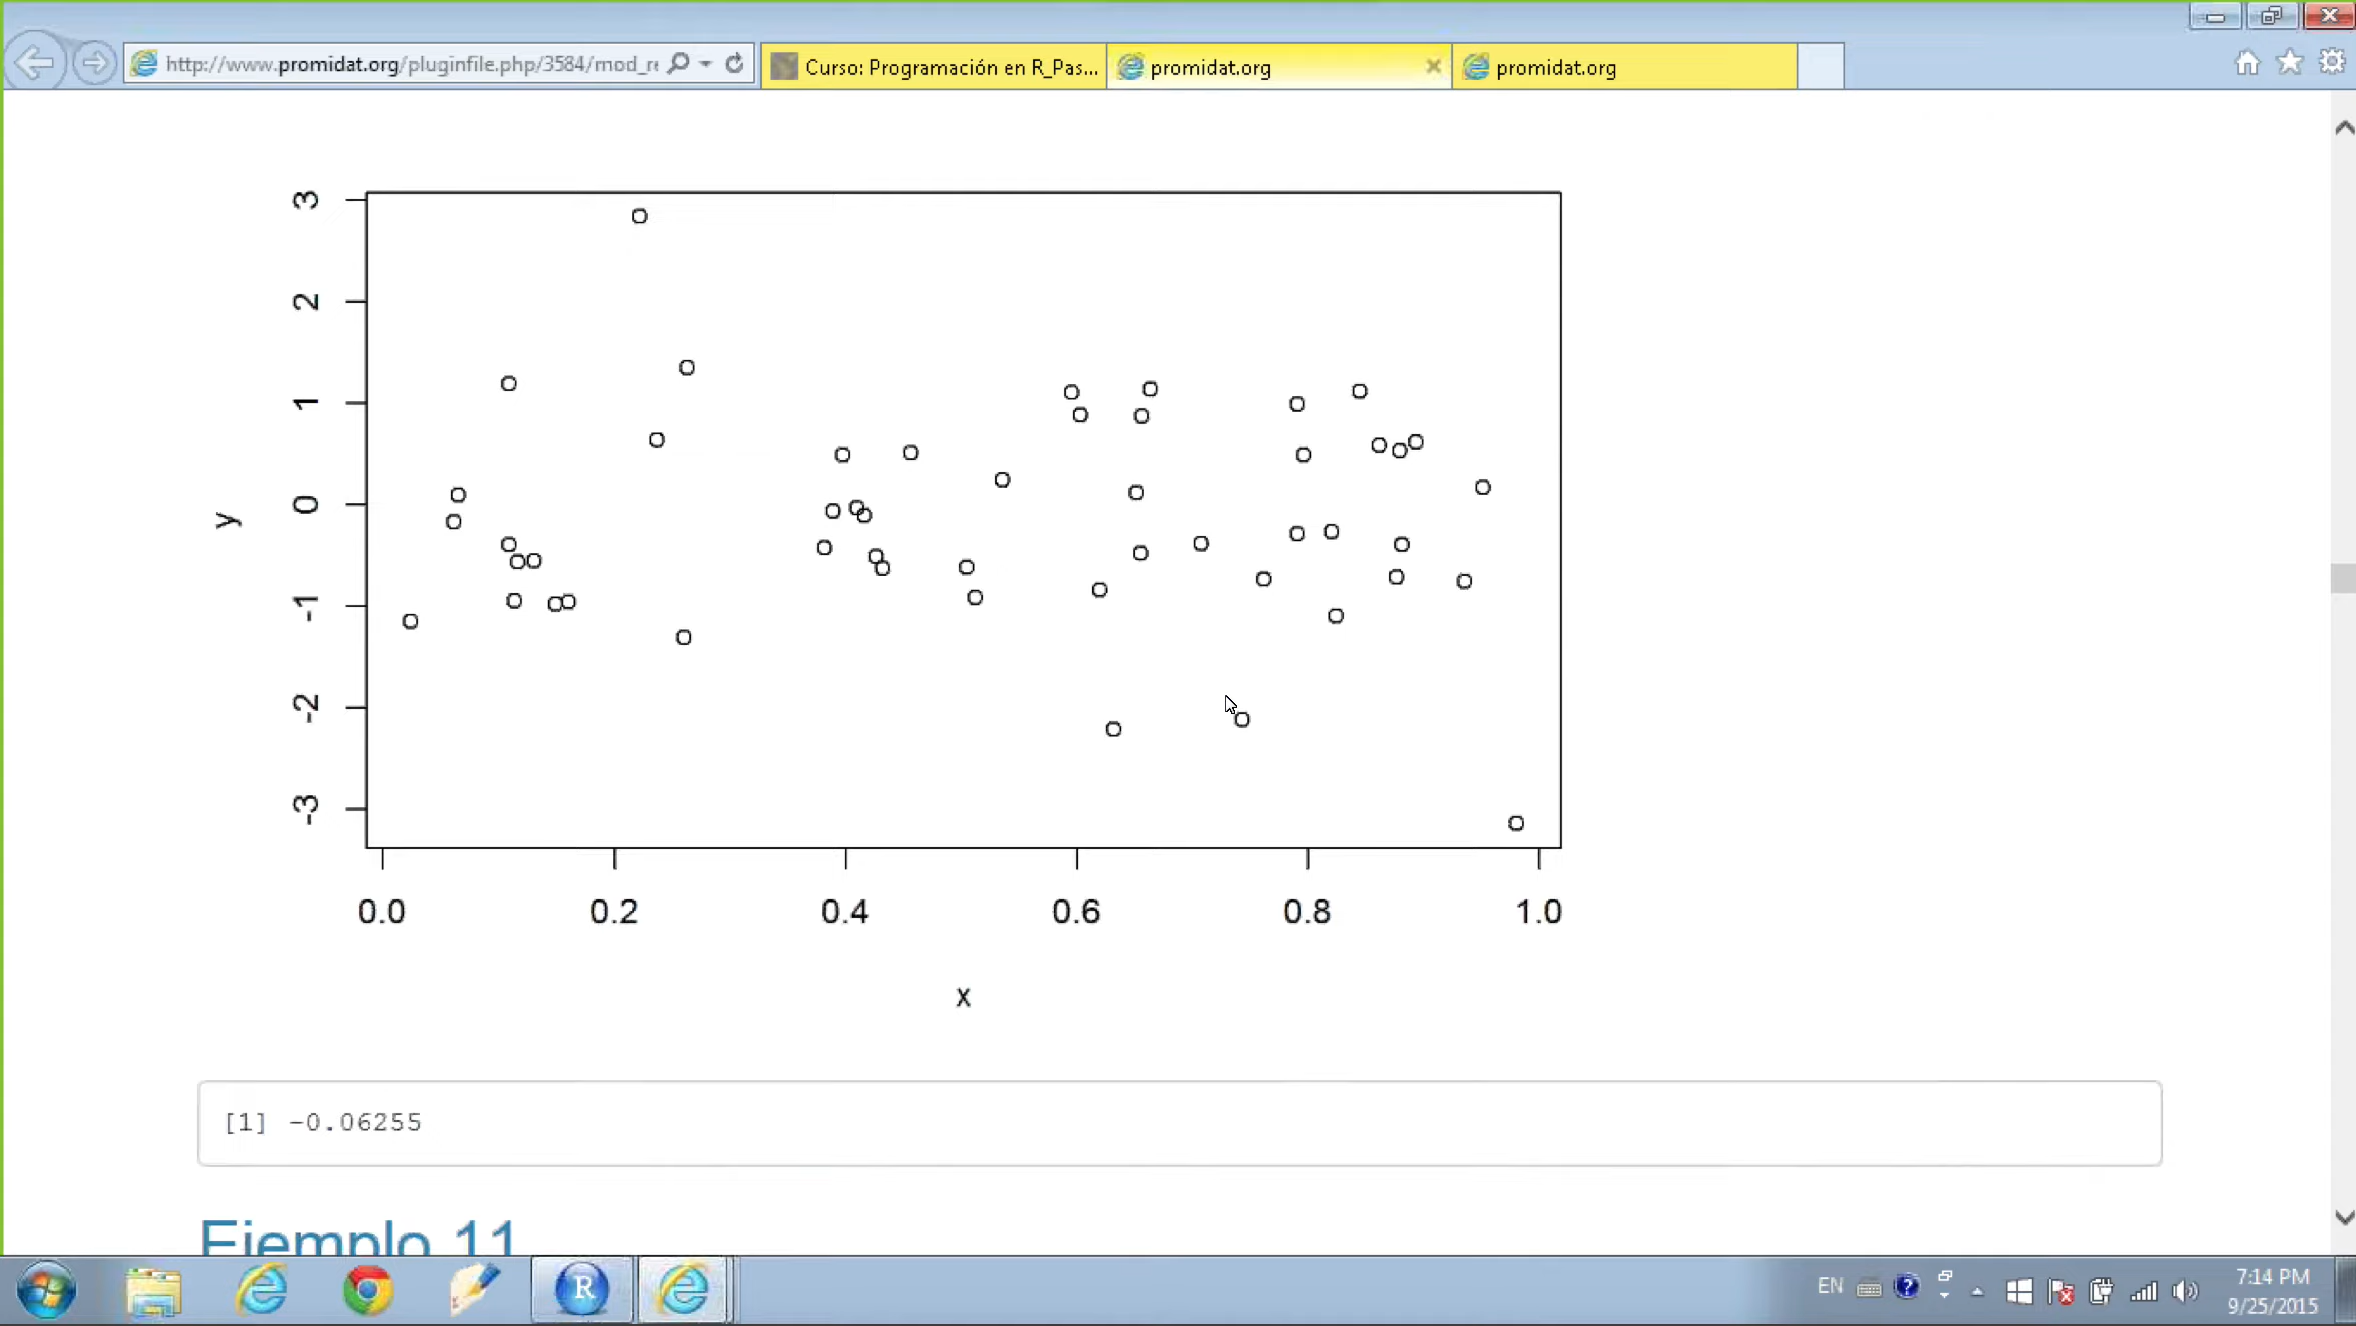 http://www.promidat.org/pluginfile.php/3584/mod_re
Curso: Programación en R_Pas...
promidat.org
promidat.org
3
2
1
0
-1
-2
-3
y
0.0 0.2 0.4 0.6 0.8 1.0
x
[1] -0.06255
Ejemplo 11
R
EN
7:14 PM
9/25/2015